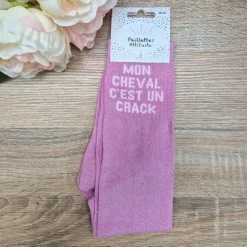 Paillettes
Attitude
MON
CHEVAL
C'EST UN
CRACK